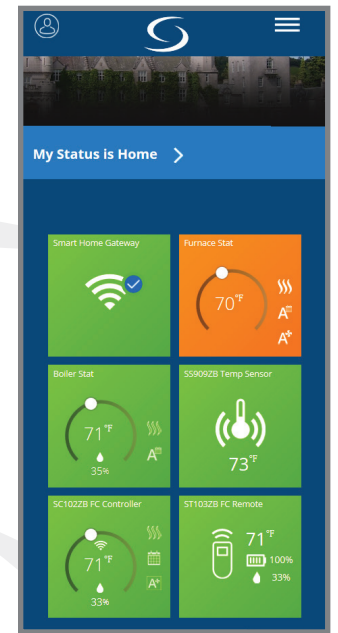 My Status is Home
Smart Home Gateway
Furnace Stat
70°F
A
A+
Boiler Stat
71°F
35%
A
SS909ZB Temp Sensor
73°F
SC102ZB FC Controller
71°F
33%
A+
ST103ZB FC Remote
71°F
100%
33%